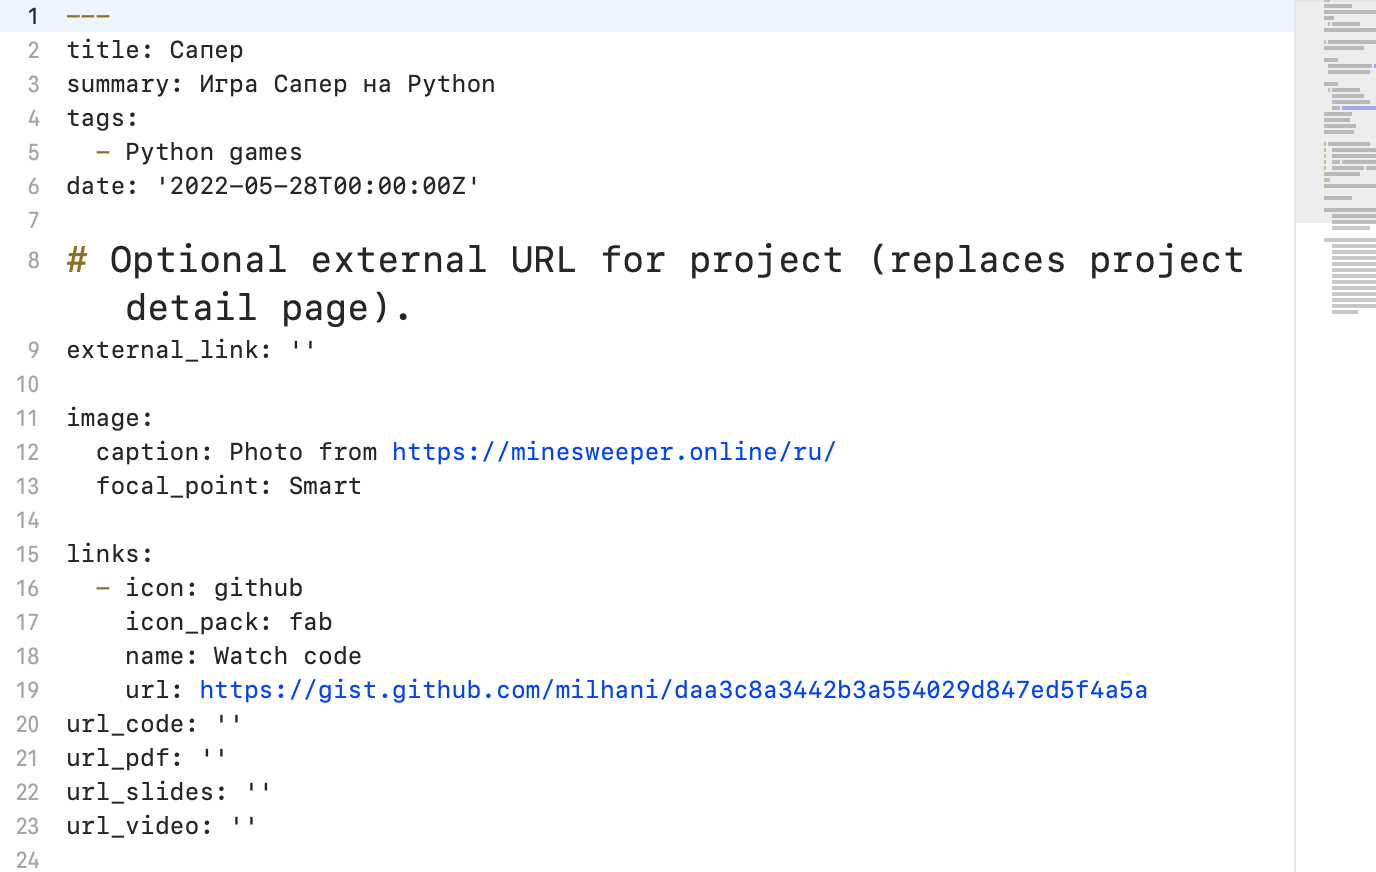 1 ---
2 title: Сапер
3 summary: Игра Сапер на Python
4 tags:
5   - Python games
6 date: '2022-05-28T00:00:00Z'
7
8 # Optional external URL for project (replaces project
detail page).
9 external_link: ''
10
11 image:
12   caption: Photo from https://minesweeper.online/ru/
13   focal_point: Smart
14
15 links:
16   - icon: github
17     icon_pack: fab
18     name: Watch code
19     url: https://gist.github.com/milhani/daa3c8a3442b3a554029d847ed5f4a5a
20 url_code: ''
21 url_pdf: ''
22 url_slides: ''
23 url_video: ''
24